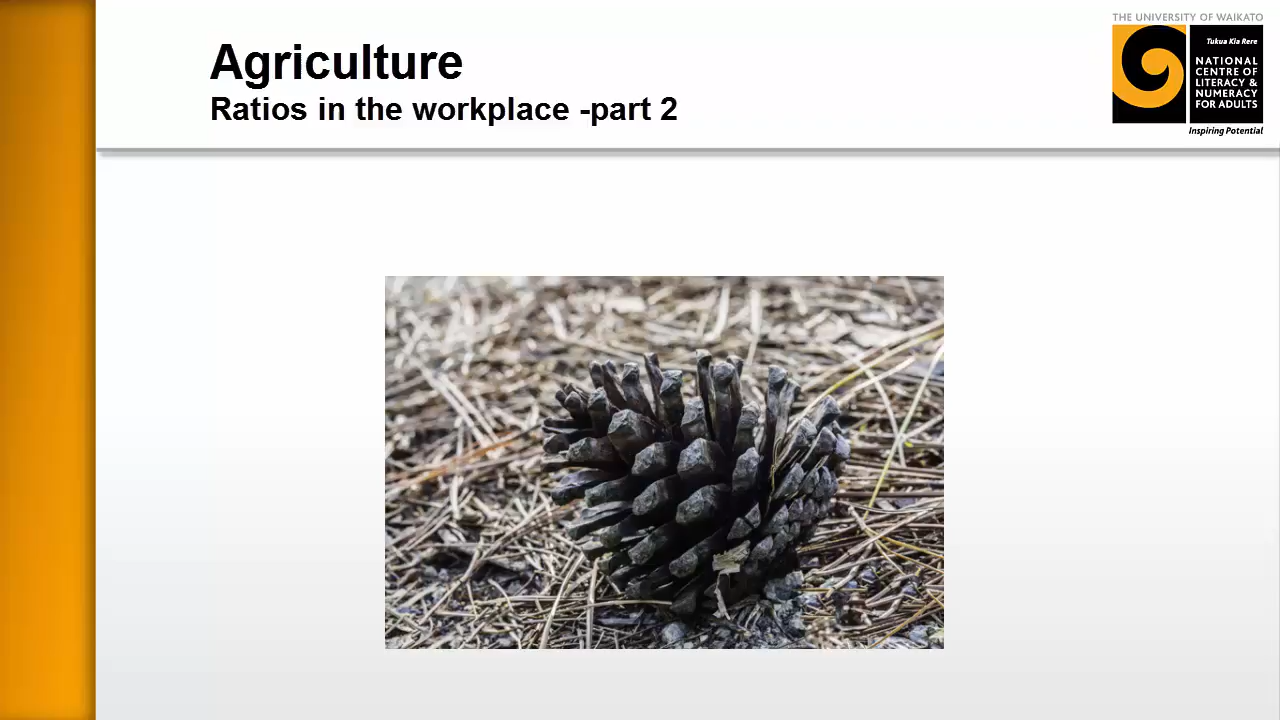 Agriculture
Ratios in the workplace -part 2
THE UNIVERSITY OF WAIKATO
Tukua Kia Rere
NATIONAL
CENTRE OF
LITERACY &
NUMERACY
FOR ADULTS
Inspiring Potential